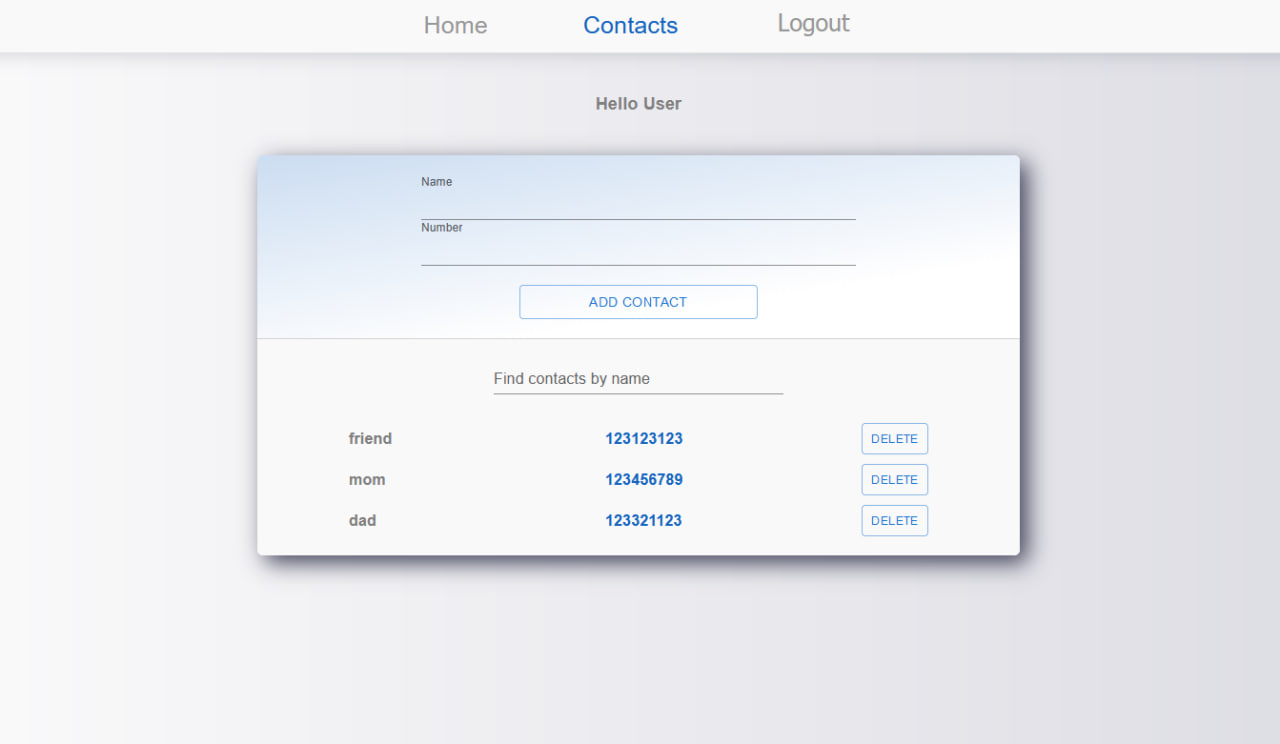 Home Contacts Logout
Hello User
Name
Number
ADD CONTACT
Find contacts by name
friend 123123123 DELETE
mom 123456789 DELETE
dad 123321123 DELETE